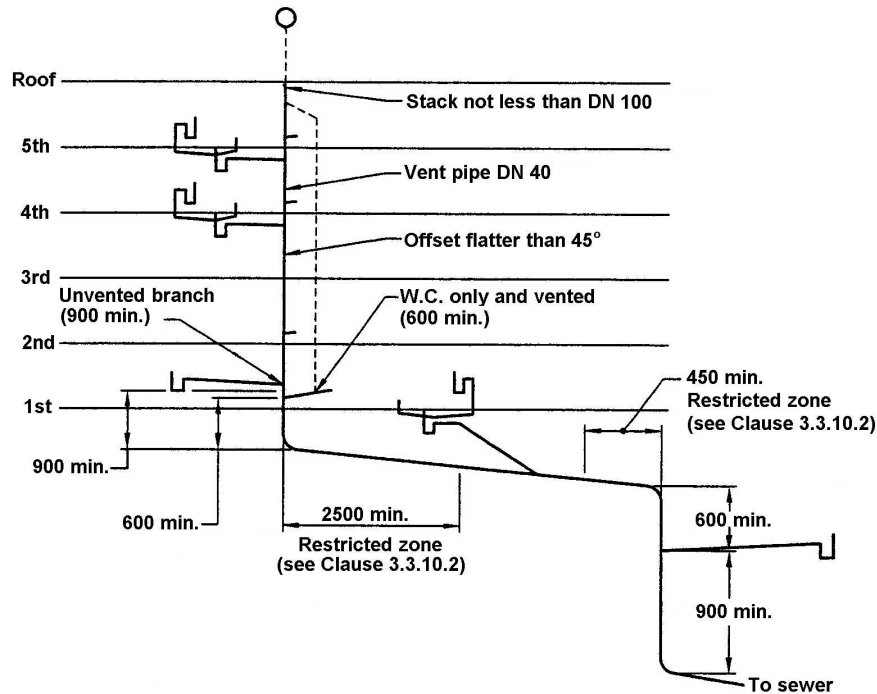 Roof
Stack not less than DN 100
5th
Vent pipe DN 40
4th
Offset flatter than 45°
3rd
Unvented branch
(900 min.)
W.C. only and vented
(600 min.)
2nd
450 min.
Restricted zone
(see Clause 3.3.10.2)
1st
900 min.
600 min.
2500 min.
Restricted zone
(see Clause 3.3.10.2)
600 min.
900 min.
To sewer